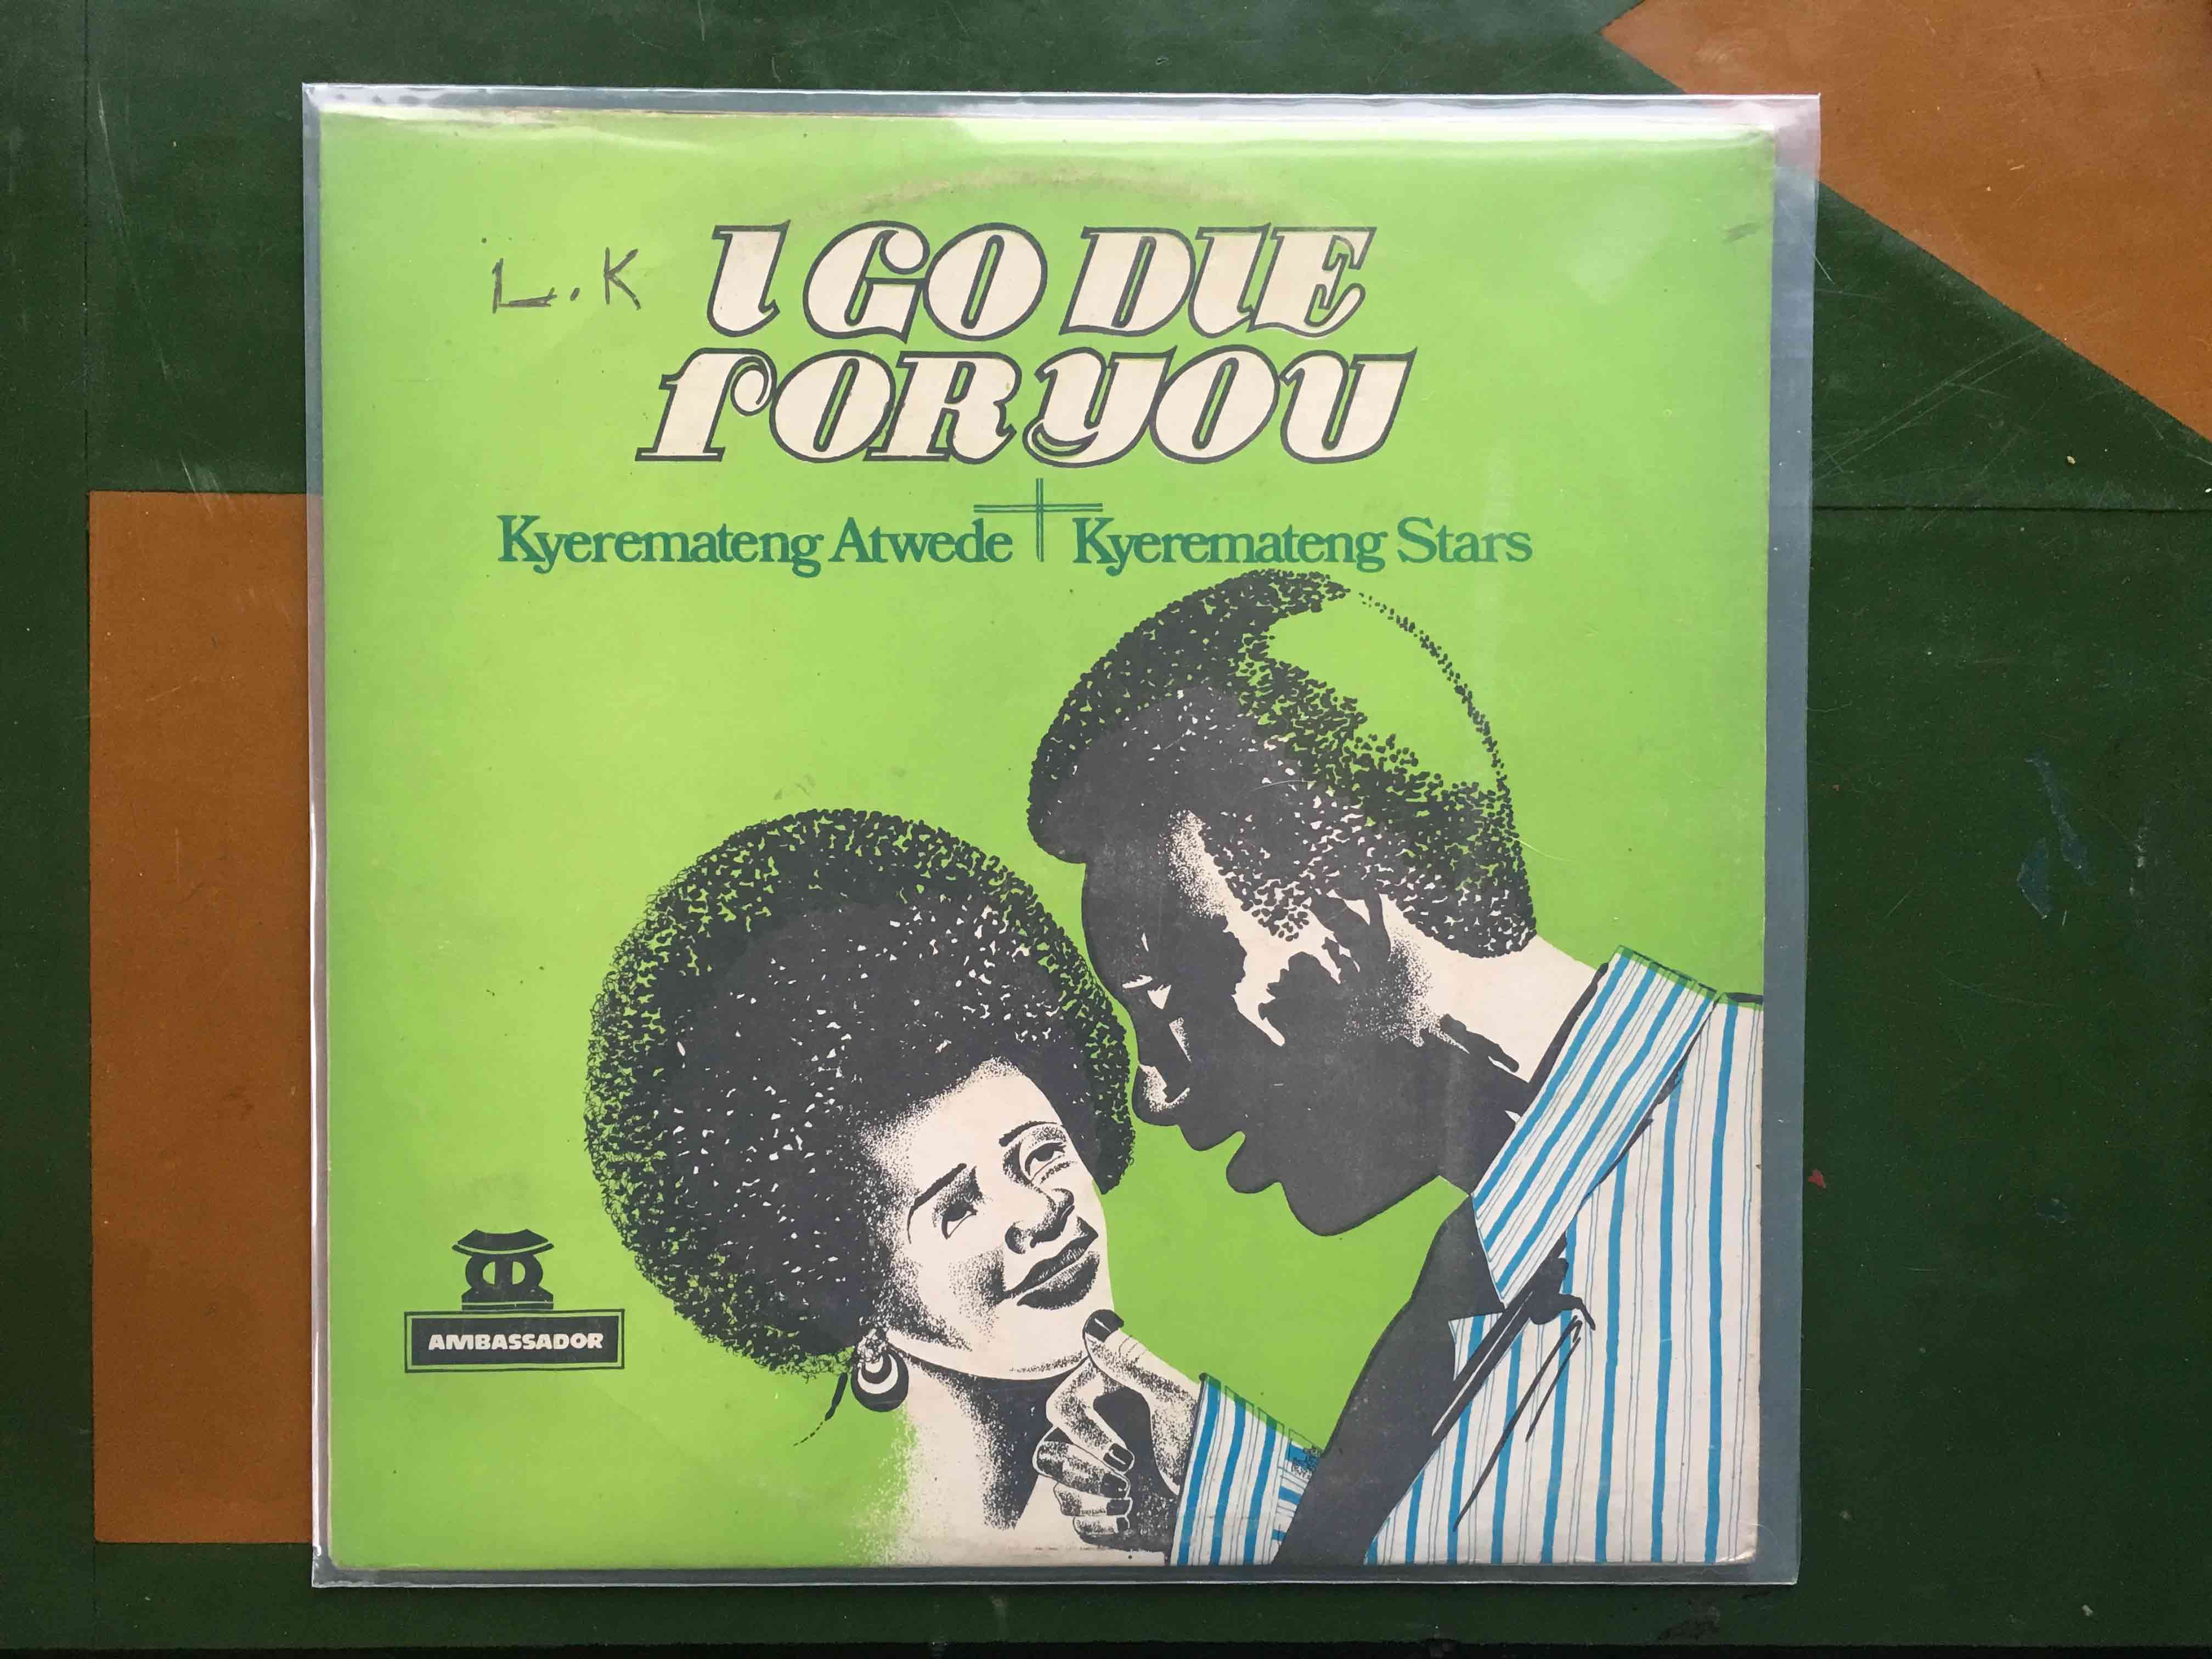 L.K
I GO DIE
FOR YOU
Kyeremateng Atwede + Kyeremateng Stars
AMBASSADOR